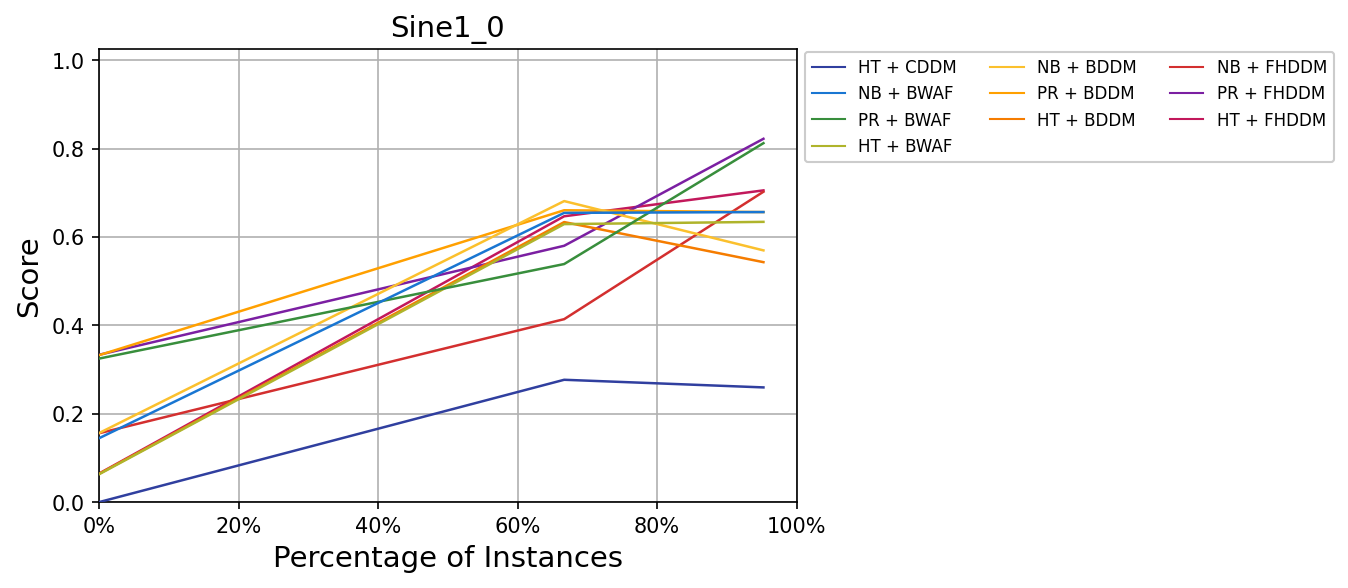 Sine1_0
Score
1.0
0.8
0.6
0.4
0.2
0.0
0%
20%
40%
60%
80%
100%
Percentage of Instances
HT + CDDM
NB + BWAF
PR + BWAF
HT + BWAF
NB + BDDM
PR + BDDM
HT + BDDM
NB + FHDDM
PR + FHDDM
HT + FHDDM